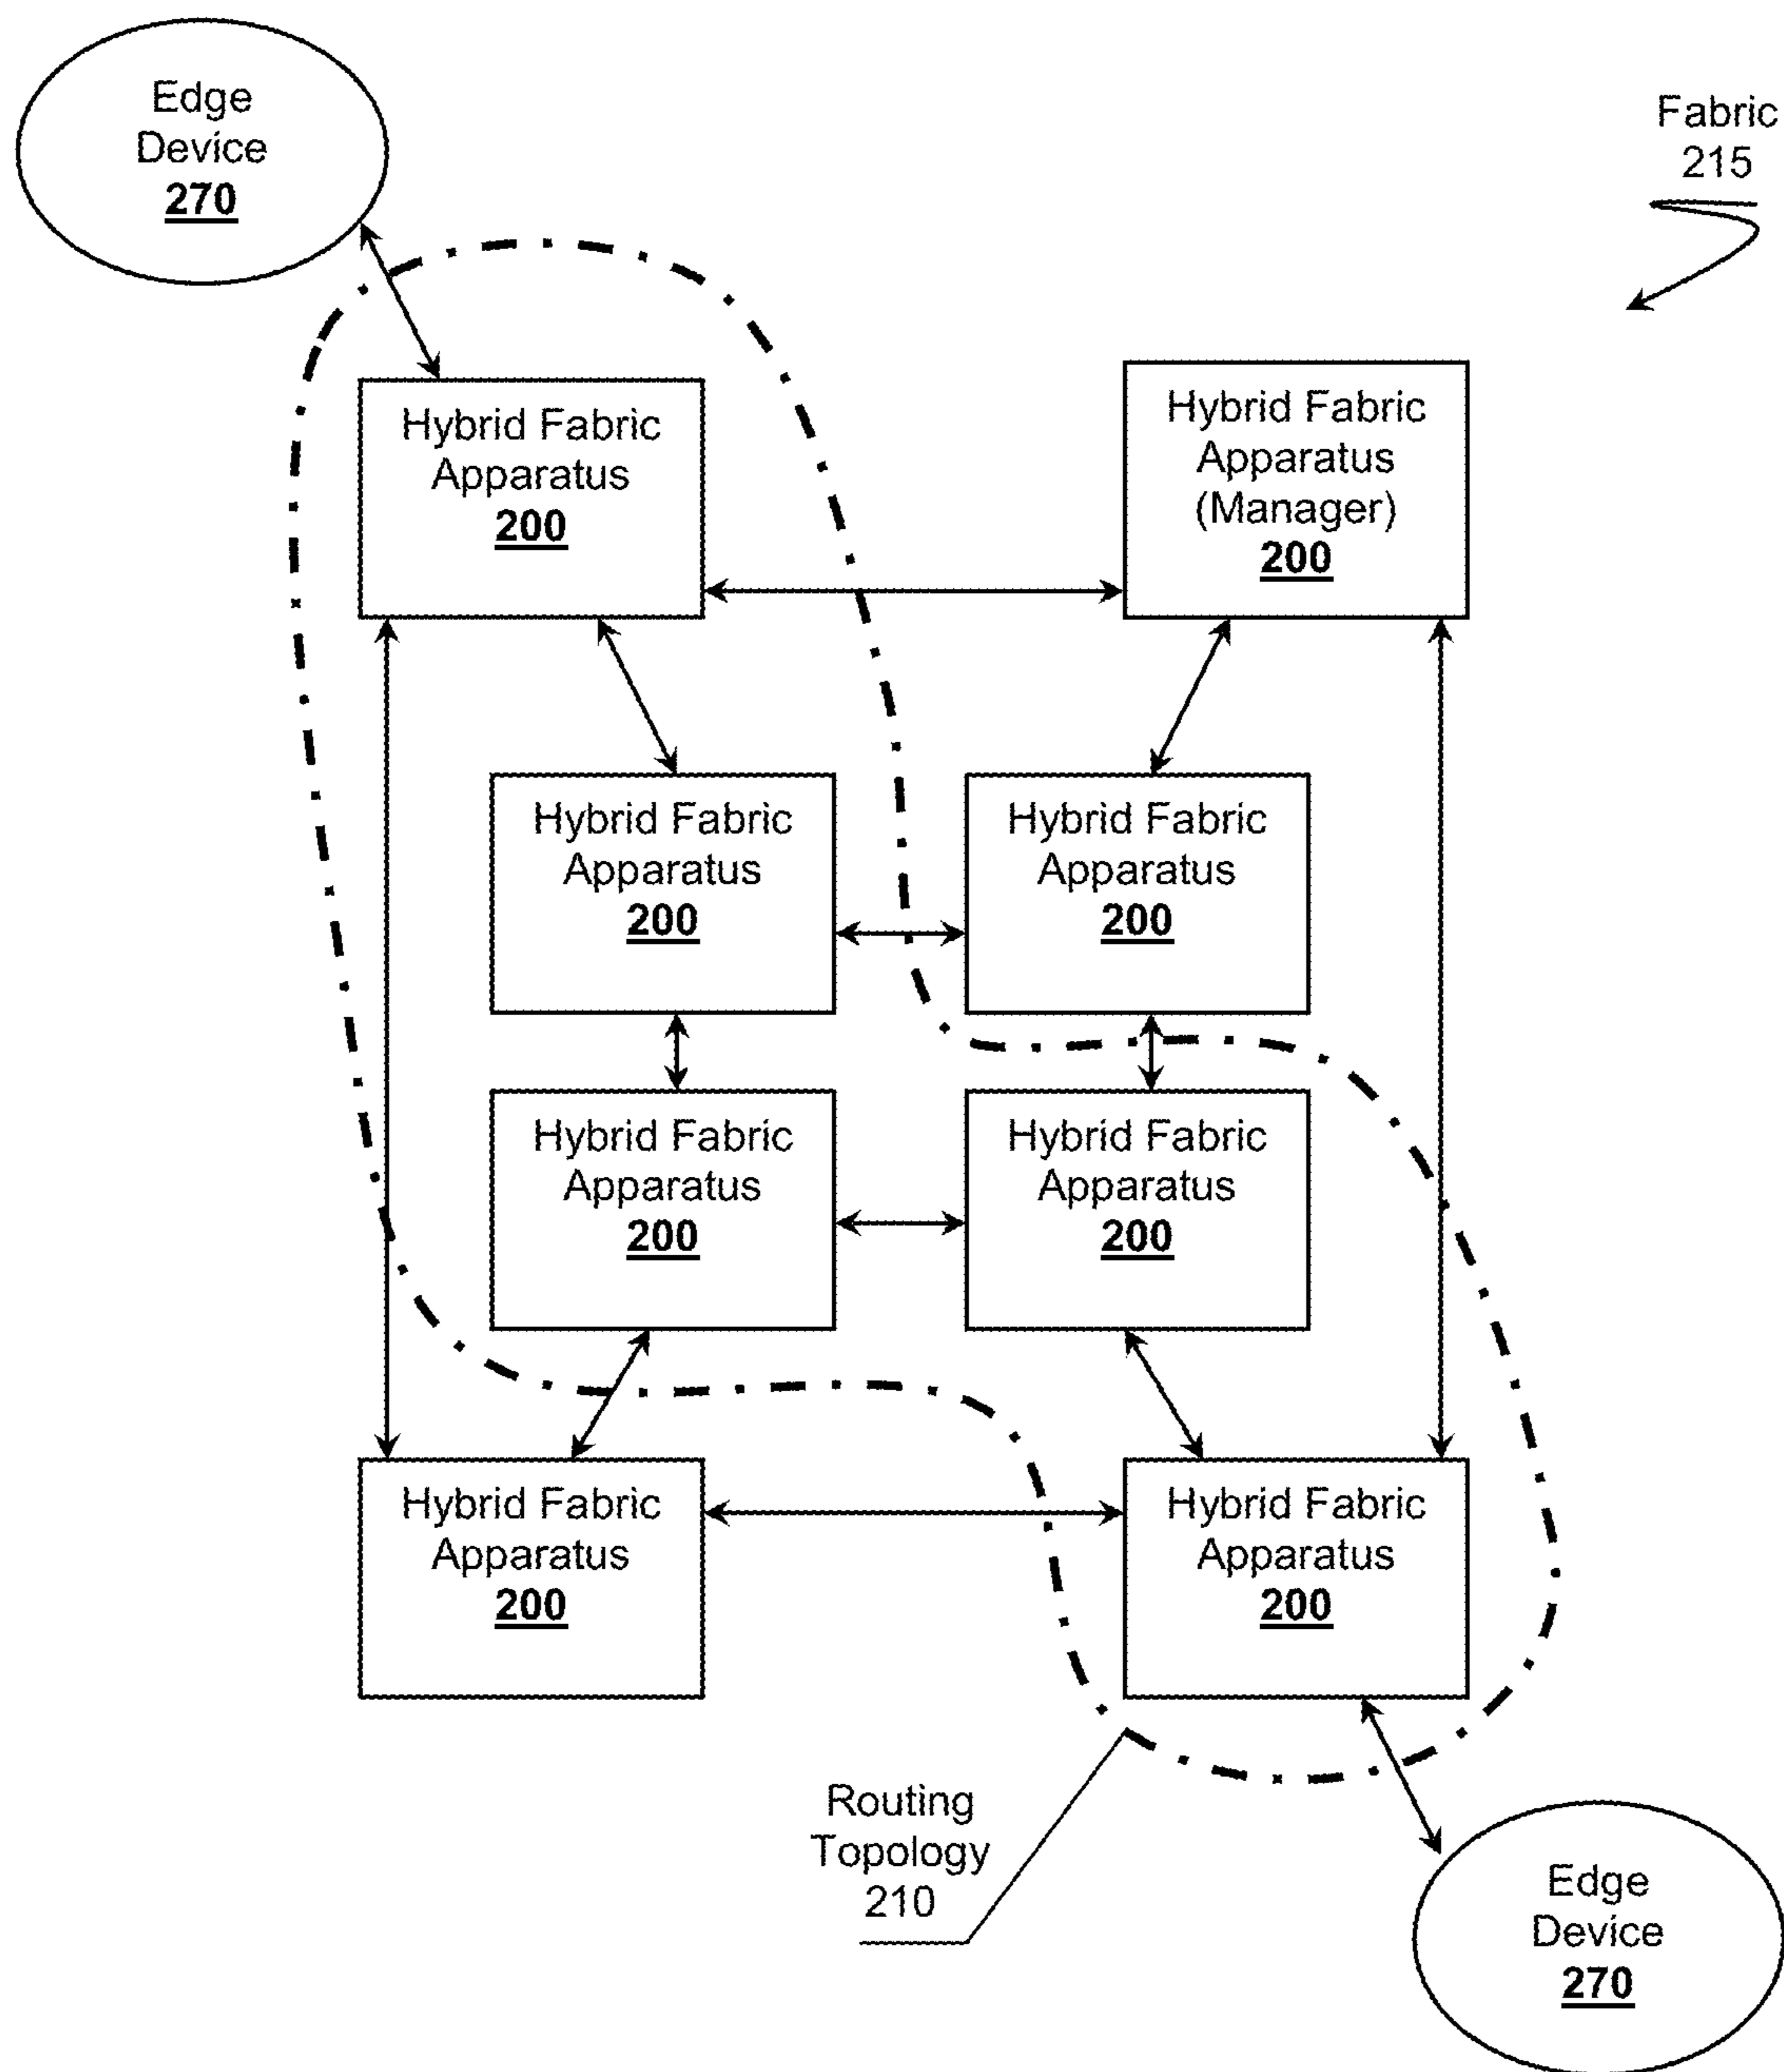 Edge
Device
270
Fabric
215
Hybrid Fabric
Apparatus
200
Hybrid Fabric
Apparatus
(Manager)
200
Hybrid Fabric
Apparatus
200
Hybrid Fabric
Apparatus
200
Hybrid Fabric
Apparatus
200
Hybrid Fabric
Apparatus
200
Hybrid Fabric
Apparatus
200
Hybrid Fabric
Apparatus
200
Routing
Topology
210
Edge
Device
270